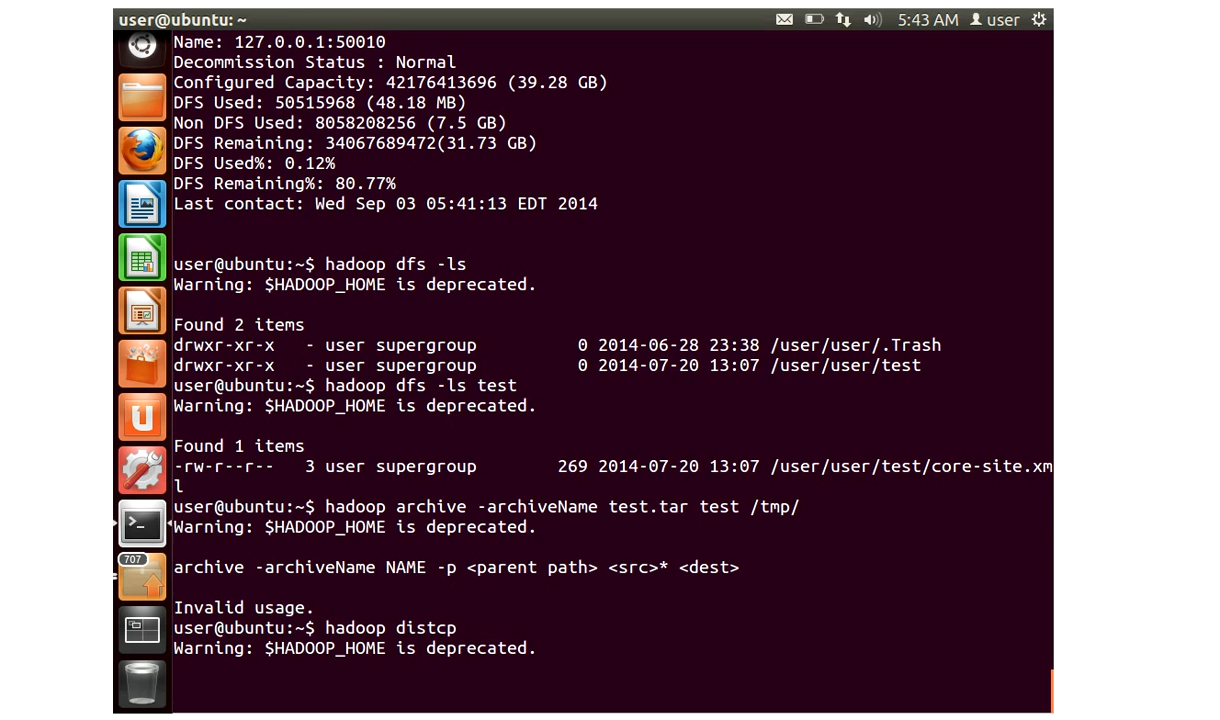 user@ubuntu: ~
5:43 AM user
Name: 127.0.0.1:50010
Decommission Status : Normal
Configured Capacity: 42176413696 (39.28 GB)
DFS Used: 50515968 (48.18 MB)
Non DFS Used: 8058208256 (7.5 GB)
DFS Remaining: 34067689472(31.73 GB)
DFS Used%: 0.12%
DFS Remaining%: 80.77%
Last contact: Wed Sep 03 05:41:13 EDT 2014
user@ubuntu:~$ hadoop dfs -ls
Warning: $HADOOP_HOME is deprecated.
Found 2 items
drwxr-xr-x   - user supergroup          0 2014-06-28 23:38 /user/user/.Trash
drwxr-xr-x   - user supergroup          0 2014-07-20 13:07 /user/user/test
user@ubuntu:~$ hadoop dfs -ls test
Warning: $HADOOP_HOME is deprecated.
Found 1 items
-rw-r--r--   3 user supergroup        269 2014-07-20 13:07 /user/user/test/core-site.xm
l
user@ubuntu:~$ hadoop archive -archiveName test.tar test /tmp/
Warning: $HADOOP_HOME is deprecated.
archive -archiveName NAME -p <parent path> <src>* <dest>
707
Invalid usage.
user@ubuntu:~$ hadoop distcp
Warning: $HADOOP_HOME is deprecated.